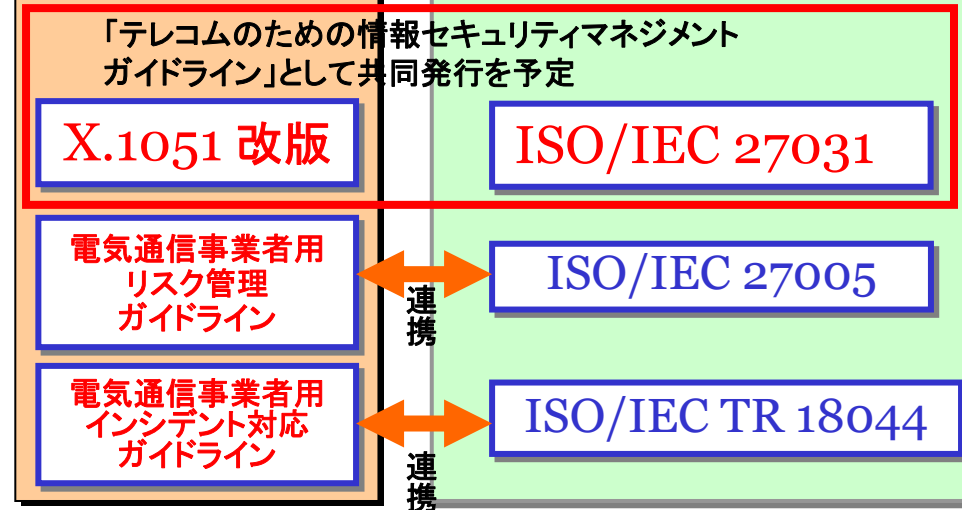 「テレコムのための情報セキュリティマネジメント
ガイドライン」として共同発行を予定
X.1051 改版
ISO/IEC 27031
電気通信事業者用
リスク管理
ガイドライン
連携
ISO/IEC 27005
電気通信事業者用
インシデント対応
ガイドライン
連携
ISO/IEC TR 18044